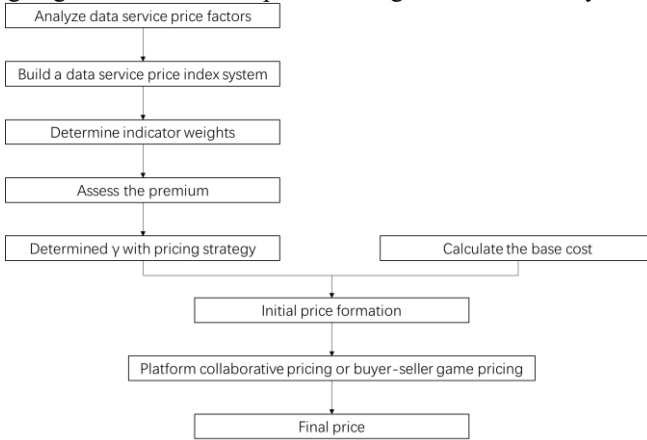 Analyze data service price factors
Build a data service price index system
Determine indicator weights
Assess the premium
Determined γ with pricing strategy
Calculate the base cost
Initial price formation
Platform collaborative pricing or buyer-seller game pricing
Final price